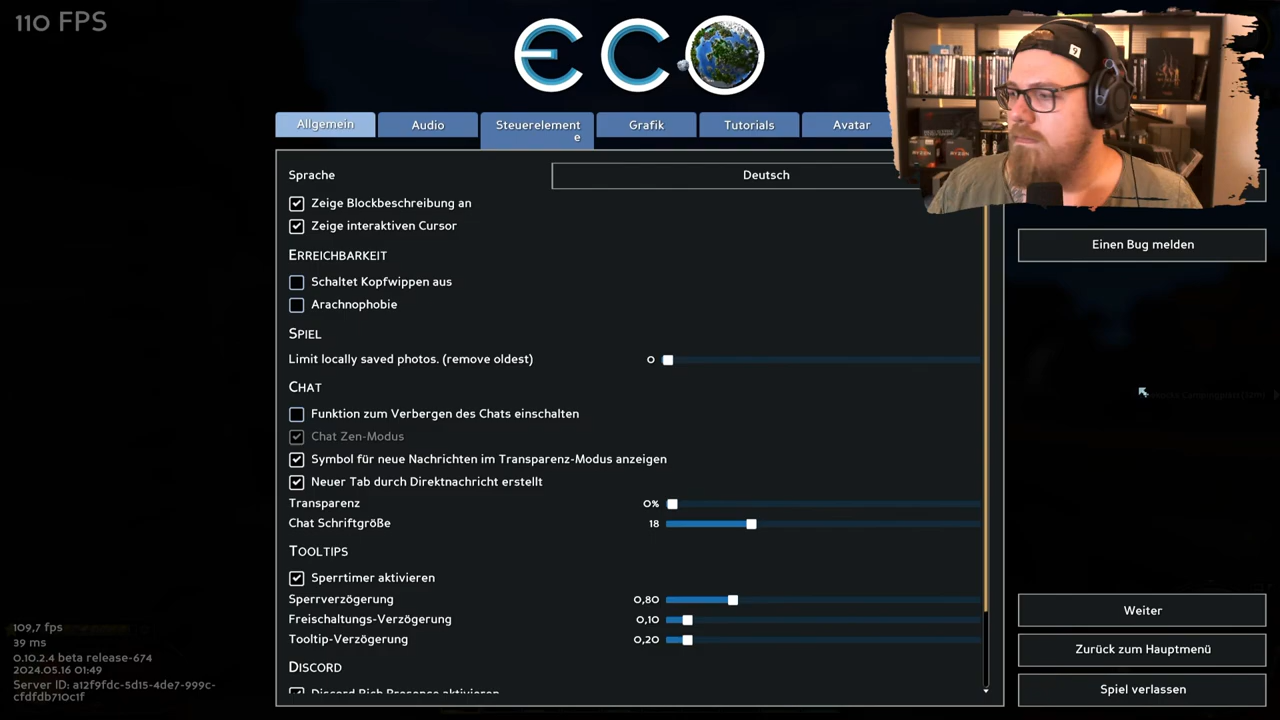 110 FPS
ECO
Allgemein
Audio
Steuerelement
e
Grafik
Tutorials
Avatar
Sprache
Deutsch
Zeige Blockbeschreibung an
Zeige interaktiven Cursor
ERREICHBARKEIT
Schaltet Kopfwippen aus
Arachnophobie
SPIEL
Limit locally saved photos. (remove oldest)
0
CHAT
Funktion zum Verbergen des Chats einschalten
Chat Zen-Modus
Symbol für neue Nachrichten im Transparenz-Modus anzeigen
Neuer Tab durch Direktnachricht erstellt
Transparenz
0%
Chat Schriftgröße
18
TOOLTIPS
Sperrtimer aktivieren
Sperrverzögerung
0,80
Freischaltungs-Verzögerung
0,10
Tooltip-Verzögerung
0,20
DISCORD
Discord Rich Presence aktivieren
Einen Bug melden
Weiter
Zurück zum Hauptmenü
Spiel verlassen
109,7 fps
39 ms
0.10.2.4 beta release-674
2024.05.16 01:49
Server ID: a12f9fdc-5d15-4de7-999c-
cfdfdb710c1f